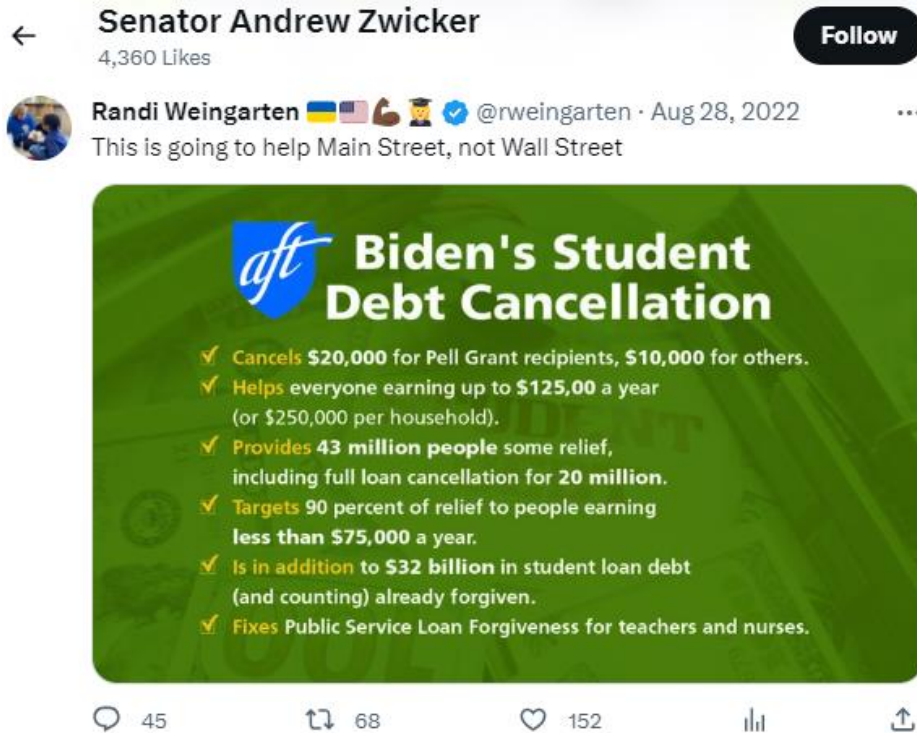 Senator Andrew Zwicker
4,360 Likes
Follow
Randi Weingarten 🇺🇦🇺🇸💪🏿👩‍🎓 @rweingarten · Aug 28, 2022
This is going to help Main Street, not Wall Street
aft Biden's Student
Debt Cancellation
Cancels $20,000 for Pell Grant recipients, $10,000 for others.
Helps everyone earning up to $125,00 a year
(or $250,000 per household).
Provides 43 million people some relief,
including full loan cancellation for 20 million.
Targets 90 percent of relief to people earning
less than $75,000 a year.
Is in addition to $32 billion in student loan debt
(and counting) already forgiven.
Fixes Public Service Loan Forgiveness for teachers and nurses.
45 68 152